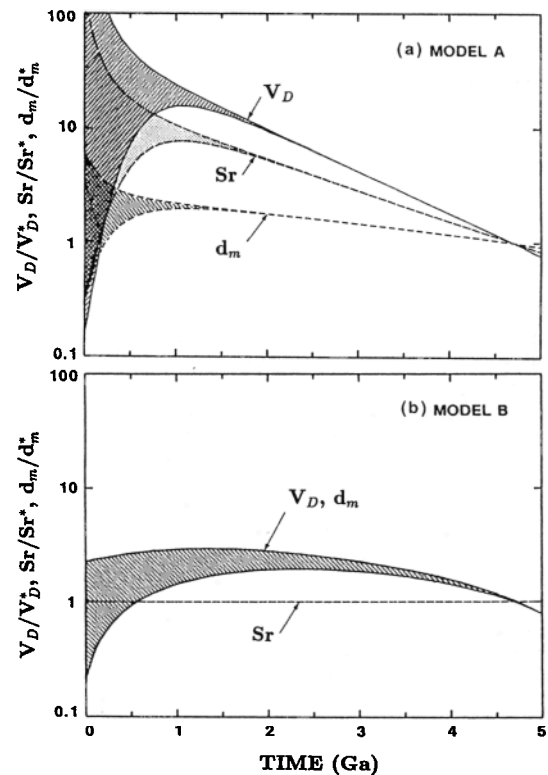 (a) MODEL A
V_D/V*_D, Sr/Sr*, d_m/d*_m
100
10
1
0.1
V_D
Sr
d_m
(b) MODEL B
V_D/V*_D, Sr/Sr*, d_m/d*_m
100
10
1
0.1
V_D, d_m
Sr
0 1 2 3 4 5
TIME (Ga)